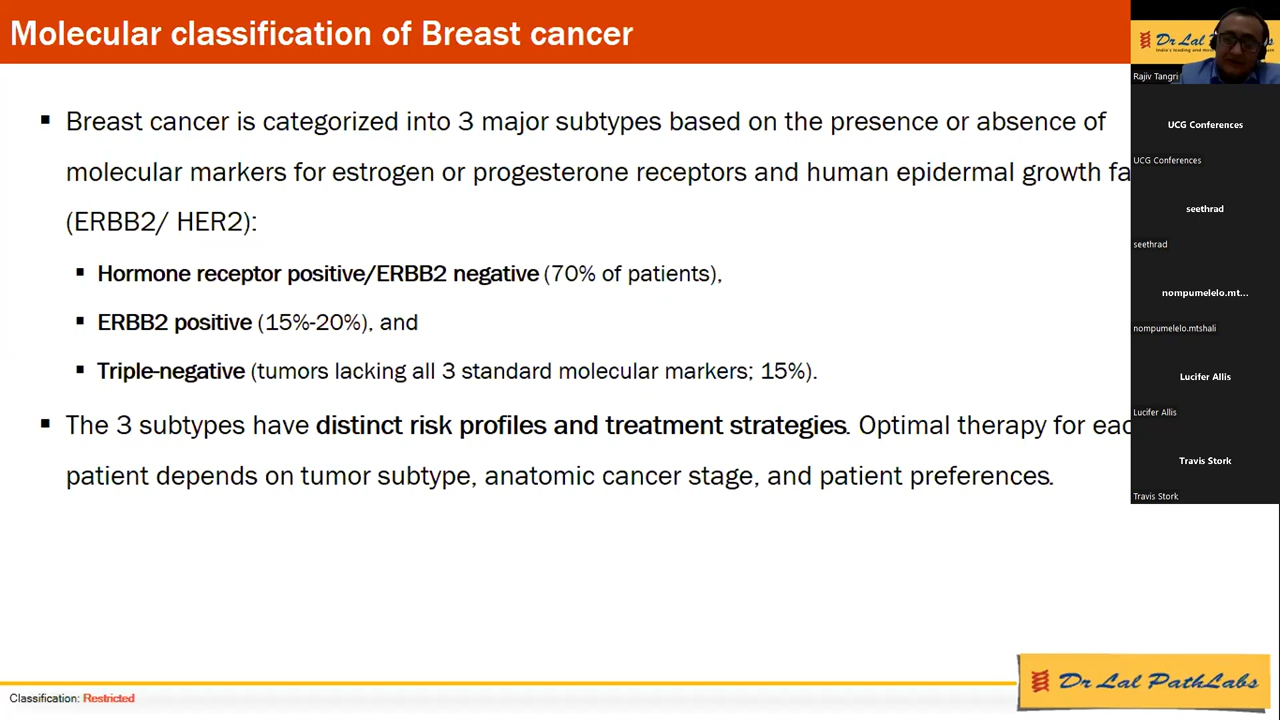 Molecular classification of Breast cancer
Breast cancer is categorized into 3 major subtypes based on the presence or absence of
molecular markers for estrogen or progesterone receptors and human epidermal growth fa
(ERBB2/ HER2):
Hormone receptor positive/ERBB2 negative (70% of patients),
ERBB2 positive (15%-20%), and
Triple-negative (tumors lacking all 3 standard molecular markers; 15%).
The 3 subtypes have distinct risk profiles and treatment strategies. Optimal therapy for eac
patient depends on tumor subtype, anatomic cancer stage, and patient preferences.
Classification: Restricted
Dr Lal PathLabs
Dr Lal
Rajiv Tangri
UCG Conferences
UCG Conferences
seethrad
seethrad
nompumelelo.mt...
nompumelelo.mtshali
Lucifer Allis
Lucifer Allis
Travis Stork
Travis Stork